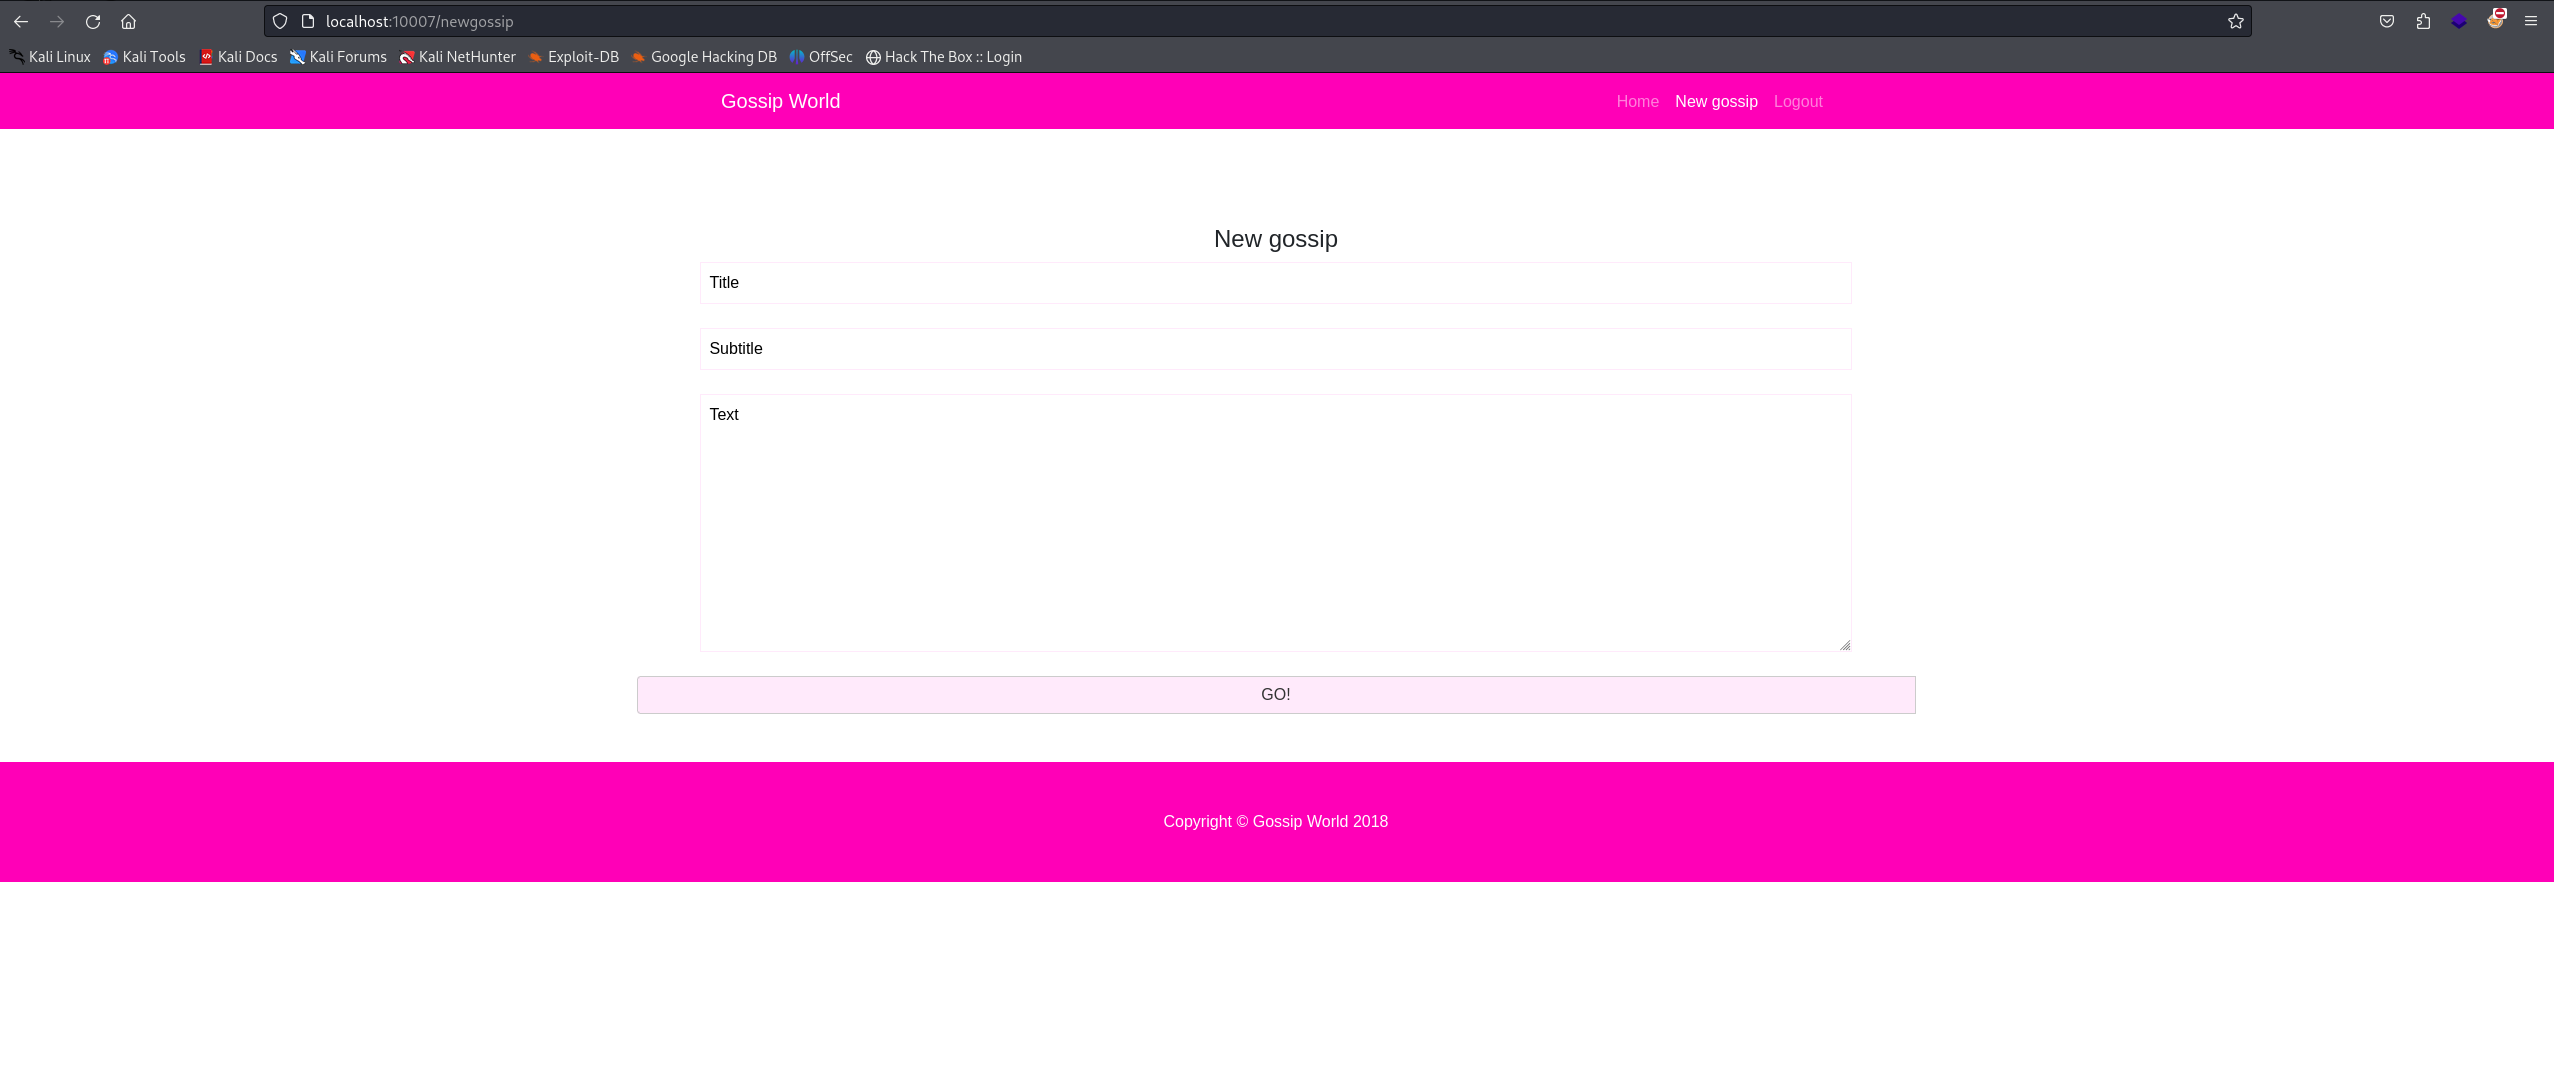 localhost:10007/newgossip
Kali Linux Kali Tools Kali Docs Kali Forums Kali NetHunter Exploit-DB Google Hacking DB OffSec Hack The Box :: Login
Gossip World Home New gossip Logout
New gossip
Title
Subtitle
Text
GO!
Copyright © Gossip World 2018